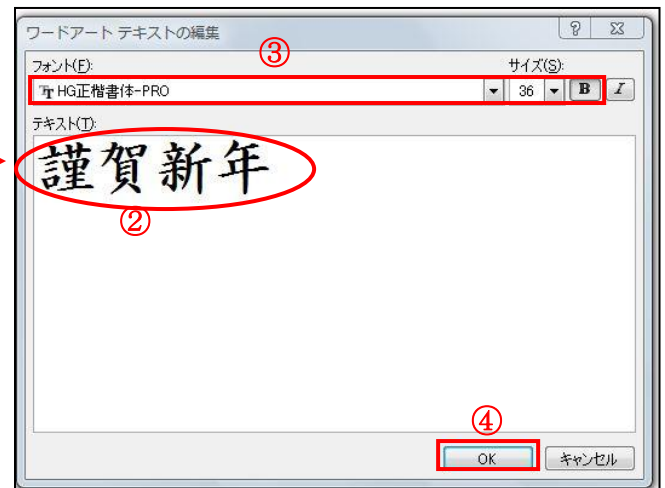 ワードアート テキストの編集
③
フォント(F): サイズ(S):
HG正楷書体-PRO 36 B I
テキスト(T):
謹賀新年
②
④
OK キャンセル